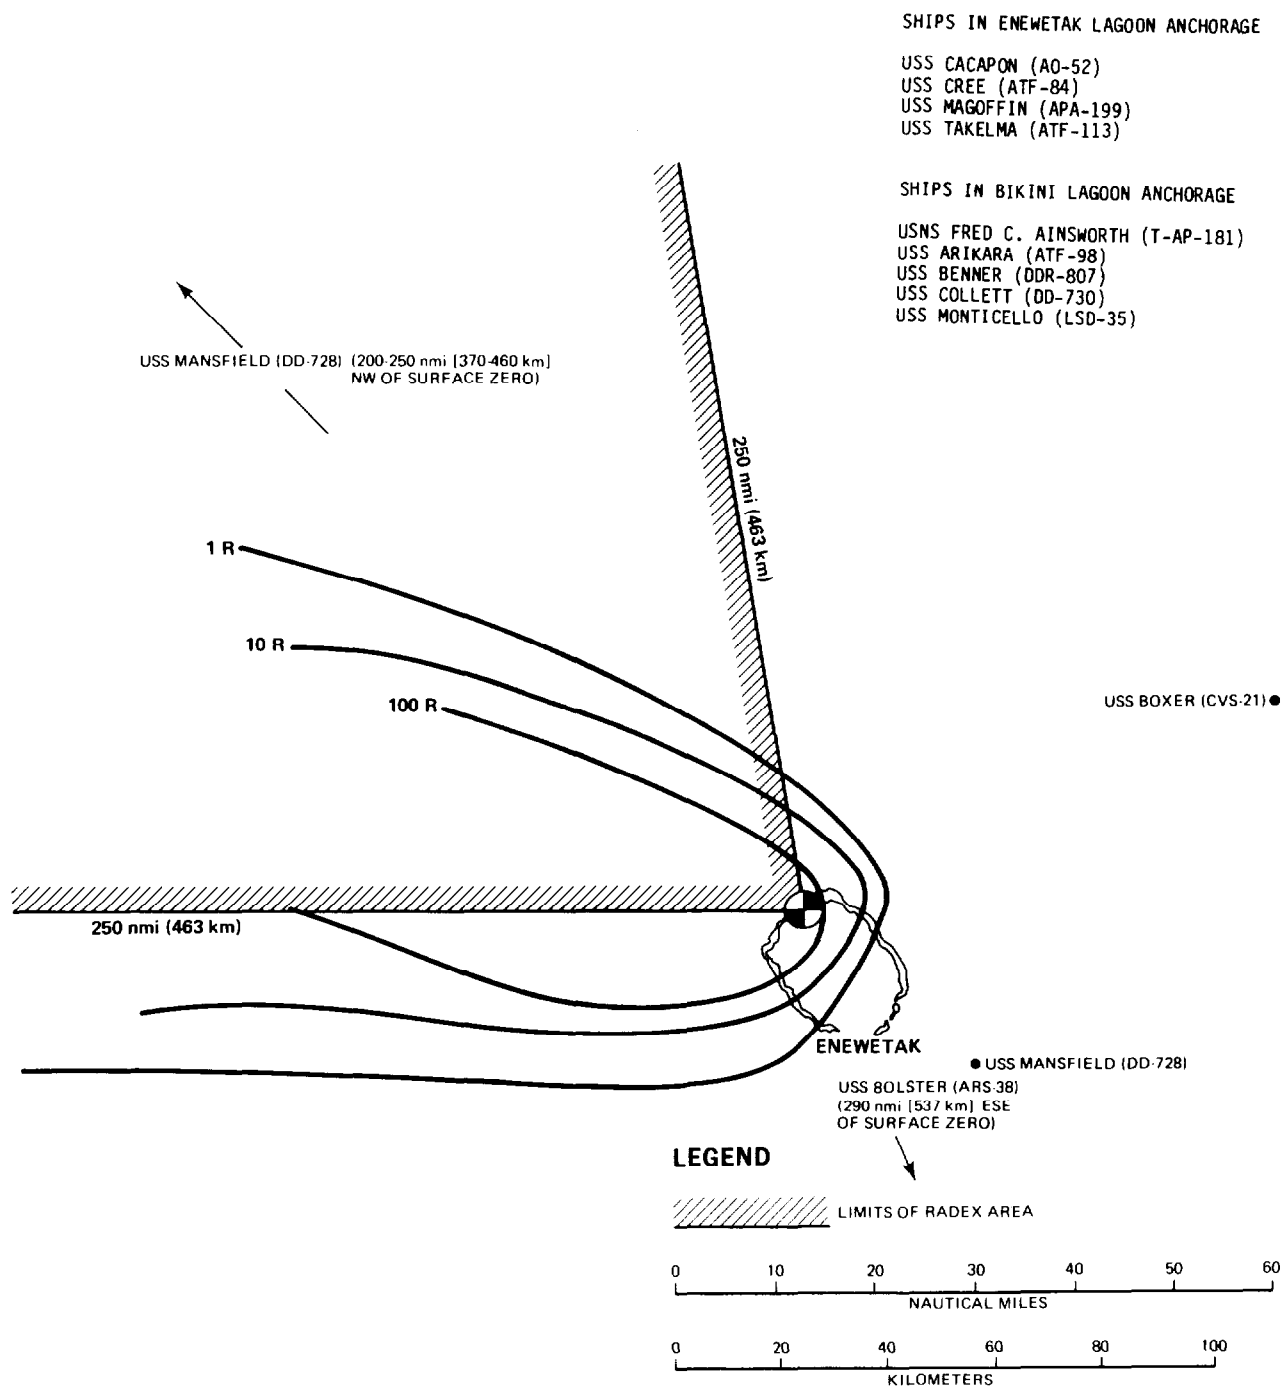 SHIPS IN ENEWETAK LAGOON ANCHORAGE
USS CACAPON (AO-52)
USS CREE (ATF-84)
USS MAGOFFIN (APA-199)
USS TAKELMA (ATF-113)
SHIPS IN BIKINI LAGOON ANCHORAGE
USNS FRED C. AINSWORTH (T-AP-181)
USS ARIKARA (ATF-98)
USS BENNER (DDR-807)
USS COLLETT (DD-730)
USS MONTICELLO (LSD-35)
USS MANSFIELD (DD-728) (200-250 nmi [370-460 km]
NW OF SURFACE ZERO)
250 nmi (463 km)
1 R
10 R
100 R
USS BOXER (CVS-21)
250 nmi (463 km)
ENEWETAK
USS MANSFIELD (DD-728)
USS BOLSTER (ARS-38)
(290 nmi [537 km] ESE
OF SURFACE ZERO)
LEGEND
LIMITS OF RADEX AREA
0 10 20 30 40 50 60
NAUTICAL MILES
0 20 40 60 80 100
KILOMETERS